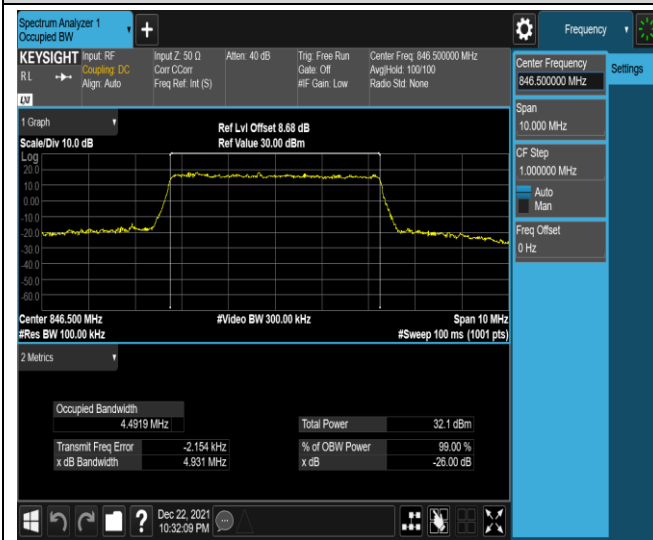 Spectrum Analyzer 1
Occupied BW
Frequency
KEYSIGHT
RL
LXI
Input: RF
Coupling: DC
Align: Auto
Input Z: 50 Ω
Corr CCorr
Freq Ref: Int (S)
Atten: 40 dB
Trig: Free Run
Gate: Off
#IF Gain: Low
Center Freq: 846.500000 MHz
Avg|Hold: 100/100
Radio Std: None
1 Graph
Scale/Div 10.0 dB
Ref Lvl Offset 8.68 dB
Ref Value 30.00 dBm
Log
20.0
10.0
0.00
-10.0
-20.0
-30.0
-40.0
-50.0
-60.0
Center 846.500 MHz
#Res BW 100.00 kHz
#Video BW 300.00 kHz
Span 10 MHz
#Sweep 100 ms (1001 pts)
2 Metrics
Occupied Bandwidth
4.4919 MHz
Transmit Freq Error -2.154 kHz
x dB Bandwidth 4.931 MHz
Total Power 32.1 dBm
% of OBW Power 99.00 %
x dB -26.00 dB
?
Dec 22, 2021
10:32:09 PM
Center Frequency
846.500000 MHz
Span
10.000 MHz
CF Step
1.000000 MHz
Auto
Man
Freq Offset
0 Hz
Settings